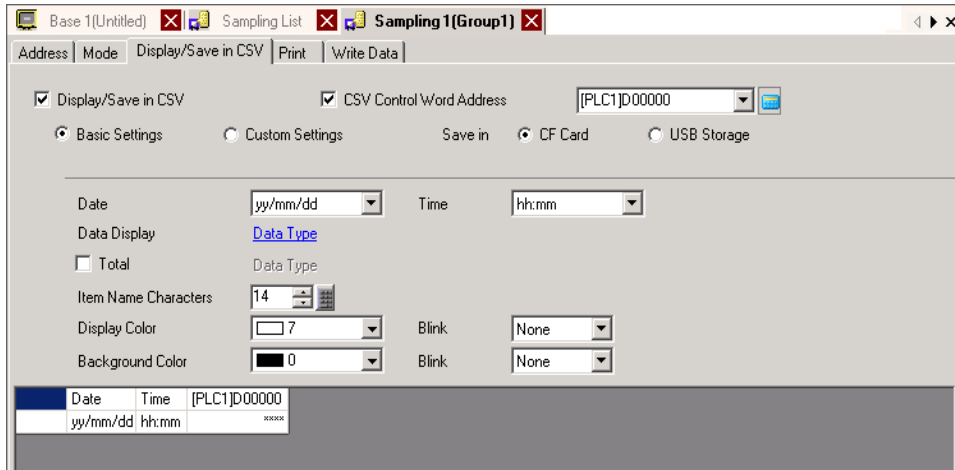 Base 1(Untitled) Sampling List Sampling 1(Group1)
Address Mode Display/Save in CSV Print Write Data
Display/Save in CSV CSV Control Word Address [PLC1]D00000
Basic Settings Custom Settings Save in CF Card USB Storage
Date yy/mm/dd Time hh:mm
Data Display Data Type
Total Data Type
Item Name Characters 14
Display Color 7 Blink None
Background Color 0 Blink None
Date Time [PLC1]D00000
yy/mm/dd hh:mm ****